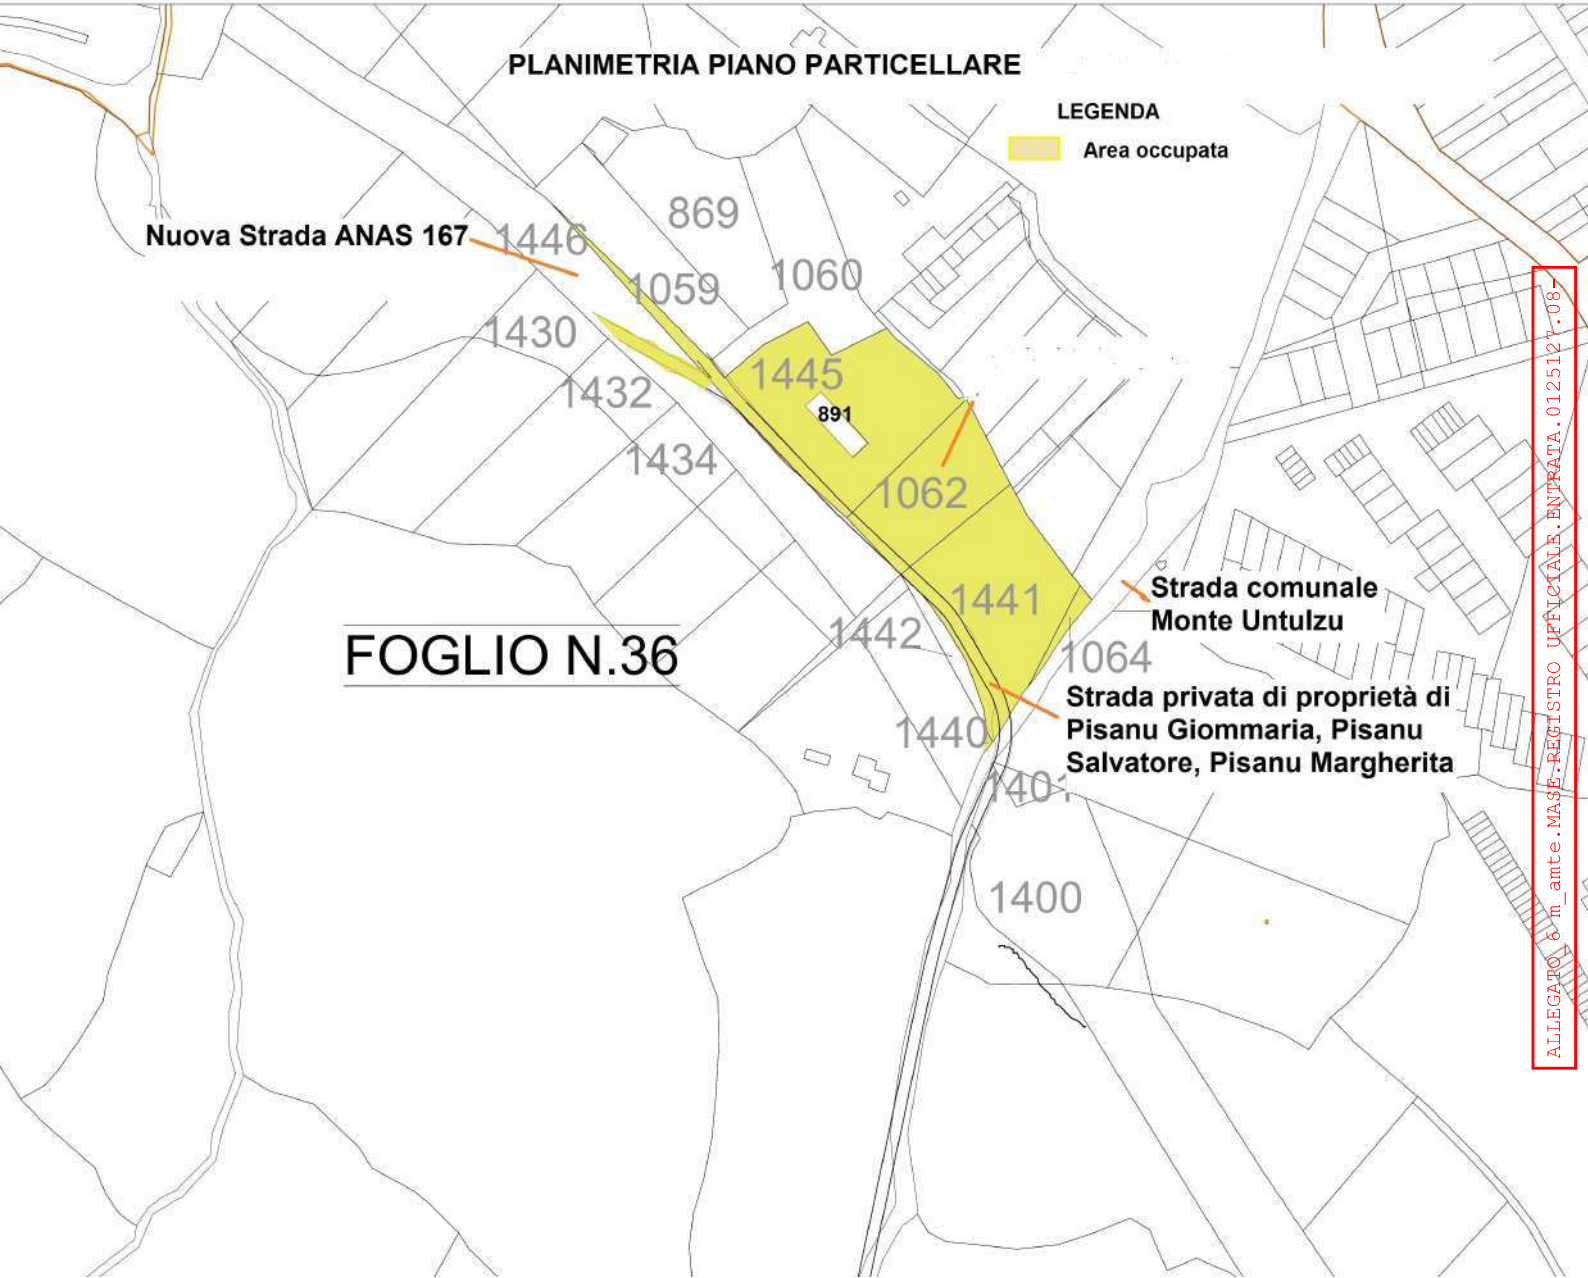 PLANIMETRIA PIANO PARTICELLARE
LEGENDA
Area occupata
869
Nuova Strada ANAS 167
1446
1059
1060
1430
1445
1432
891
1434
1062
1441
Strada comunale
Monte Untulzu
1442
FOGLIO N.36
1064
Strada privata di proprietà di
Pisanu Giommaria, Pisanu
Salvatore, Pisanu Margherita
1440
1401
1400
ALLEGATO_6 m_amte.MASE.REGISTRO UFFICIALE.ENTRATA.0125127.08-